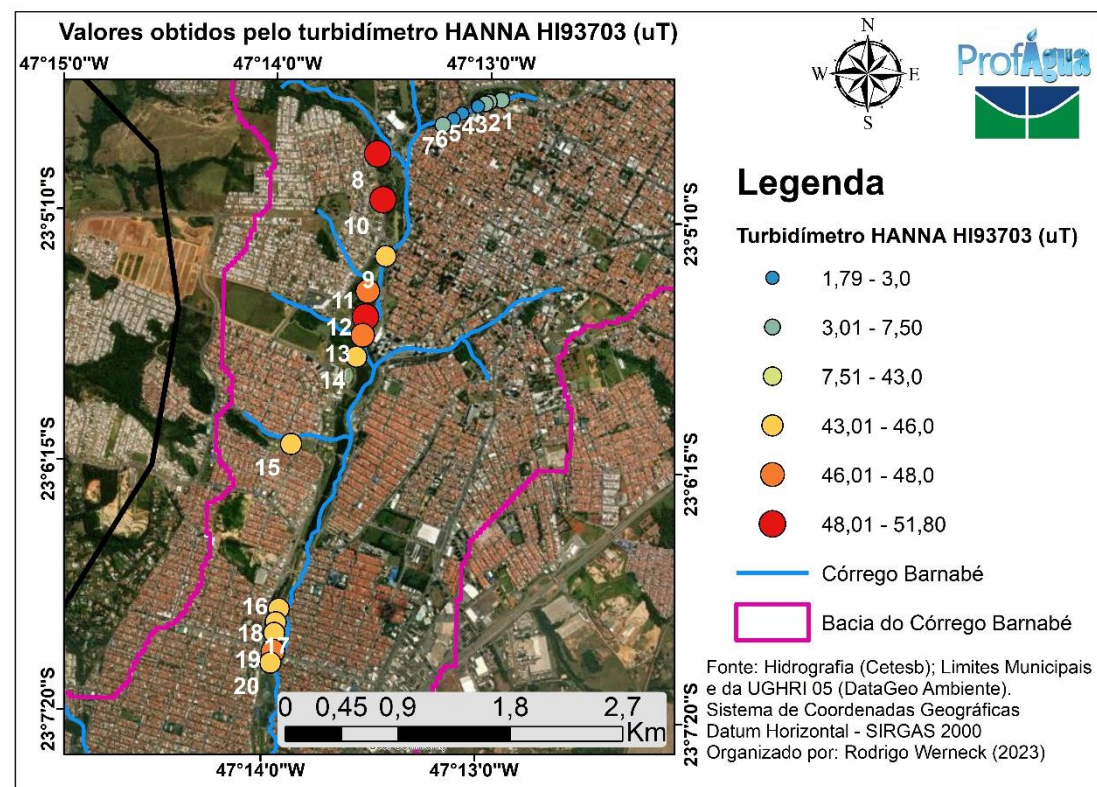 Valores obtidos pelo turbidímetro HANNA HI93703 (uT)
47°15'0"W 47°14'0"W 47°13'0"W
N
W E
S
ProfÁgua
7654321
8
10
9
11
12
13
14
15
16
18 17
19
20
23°5'10"S
23°6'15"S
23°7'20"S
23°5'10"S
23°6'15"S
23°7'20"S
0 0,45 0,9 1,8 2,7
Km
47°14'0"W 47°13'0"W
Legenda
Turbidímetro HANNA HI93703 (uT)
1,79 - 3,0
3,01 - 7,50
7,51 - 43,0
43,01 - 46,0
46,01 - 48,0
48,01 - 51,80
Córrego Barnabé
Bacia do Córrego Barnabé
Fonte: Hidrografia (Cetesb); Limites Municipais
e da UGHRI 05 (DataGeo Ambiente).
Sistema de Coordenadas Geográficas
Datum Horizontal - SIRGAS 2000
Organizado por: Rodrigo Werneck (2023)